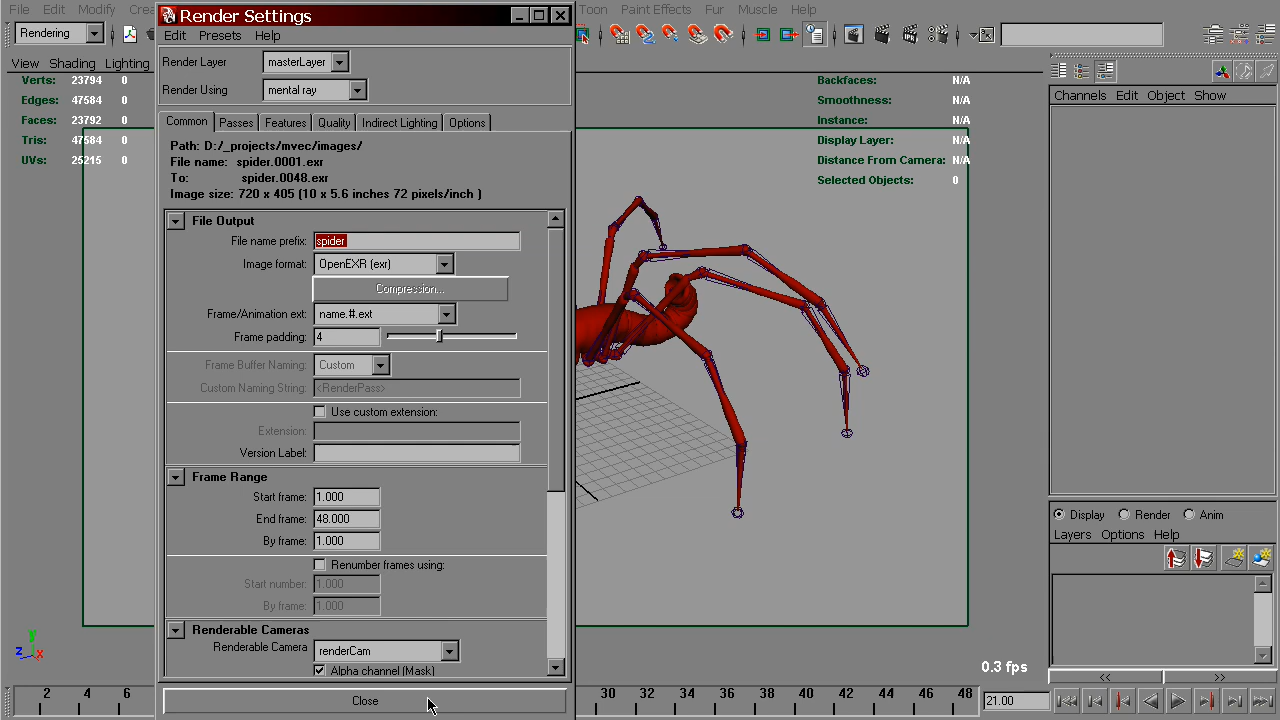 File Edit Modify Crea
Toon Paint Effects Fur Muscle Help
Render Settings
Edit Presets Help
Rendering
View Shading Lighting
Verts: 23794 0
Edges: 47584 0
Faces: 23792 0
Tris: 47584 0
UVs: 25215 0
Render Layer masterLayer
Render Using mental ray
Common Passes Features Quality Indirect Lighting Options
Path: D:/_projects/mvec/images/
File name: spider.0001.exr
To: spider.0048.exr
Image size: 720 x 405 (10 x 5.6 inches 72 pixels/inch )
File Output
File name prefix: spider
Image format: OpenEXR (exr)
Compression...
Frame/Animation ext: name.#.ext
Frame padding: 4
Frame Buffer Naming: Custom
Custom Naming String: <RenderPass>
Use custom extension:
Extension:
Version Label:
Frame Range
Start frame: 1.000
End frame: 48.000
By frame: 1.000
Renumber frames using:
Start number: 1.000
By frame: 1.000
Renderable Cameras
Renderable Camera renderCam
Alpha channel (Mask)
Close
Backfaces: N/A
Smoothness: N/A
Instance: N/A
Display Layer: N/A
Distance From Camera: N/A
Selected Objects: 0
IPR
Channels Edit Object Show
Display Render Anim
Layers Options Help
<< >>
y
z x
0.3 fps
2 4 6 30 32 34 36 38 40 42 44 46 48
21.00